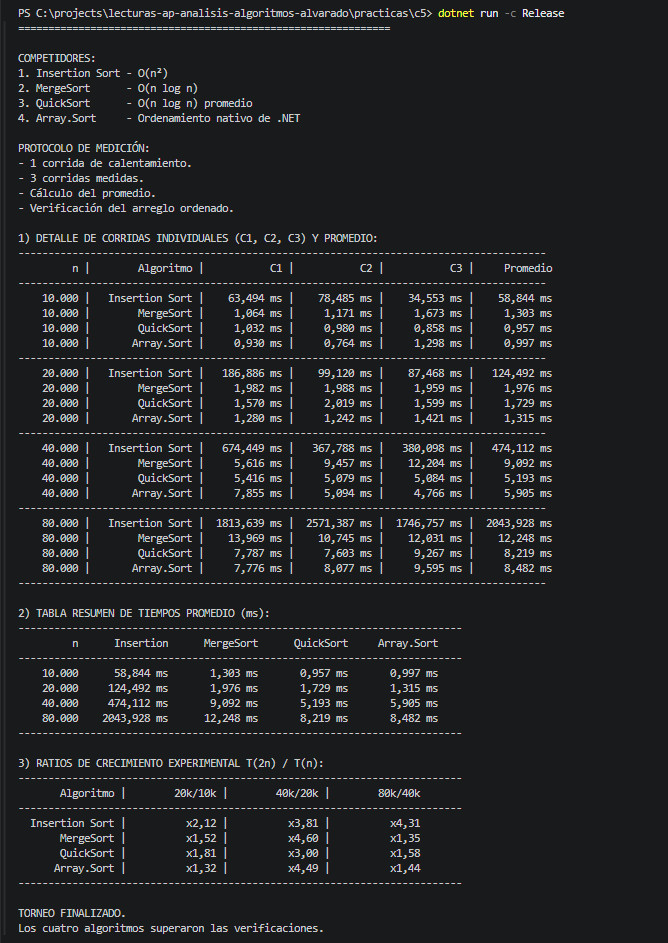 PS C:\projects\lecturas-ap-analisis-algoritmos-alvarado\practicas\c5> dotnet run -c Release
==============================================================
COMPETIDORES:
1. Insertion Sort - O(n²)
2. MergeSort      - O(n log n)
3. QuickSort      - O(n log n) promedio
4. Array.Sort     - Ordenamiento nativo de .NET
PROTOCOLO DE MEDICIÓN:
- 1 corrida de calentamiento.
- 3 corridas medidas.
- Cálculo del promedio.
- Verificación del arreglo ordenado.
1) DETALLE DE CORRIDAS INDIVIDUALES (C1, C2, C3) Y PROMEDIO:
----------------------------------------------------------------------------------------
n | Algoritmo | C1 | C2 | C3 | Promedio
----------------------------------------------------------------------------------------
10.000 | Insertion Sort | 63,494 ms | 78,485 ms | 34,553 ms | 58,844 ms
10.000 | MergeSort | 1,064 ms | 1,171 ms | 1,673 ms | 1,303 ms
10.000 | QuickSort | 1,032 ms | 0,980 ms | 0,858 ms | 0,957 ms
10.000 | Array.Sort | 0,930 ms | 0,764 ms | 1,298 ms | 0,997 ms
----------------------------------------------------------------------------------------
20.000 | Insertion Sort | 186,886 ms | 99,120 ms | 87,468 ms | 124,492 ms
20.000 | MergeSort | 1,982 ms | 1,988 ms | 1,959 ms | 1,976 ms
20.000 | QuickSort | 1,570 ms | 2,019 ms | 1,599 ms | 1,729 ms
20.000 | Array.Sort | 1,280 ms | 1,242 ms | 1,421 ms | 1,315 ms
----------------------------------------------------------------------------------------
40.000 | Insertion Sort | 674,449 ms | 367,788 ms | 380,098 ms | 474,112 ms
40.000 | MergeSort | 5,616 ms | 9,457 ms | 12,204 ms | 9,092 ms
40.000 | QuickSort | 5,416 ms | 5,079 ms | 5,084 ms | 5,193 ms
40.000 | Array.Sort | 7,855 ms | 5,094 ms | 4,766 ms | 5,905 ms
----------------------------------------------------------------------------------------
80.000 | Insertion Sort | 1813,639 ms | 2571,387 ms | 1746,757 ms | 2043,928 ms
80.000 | MergeSort | 13,969 ms | 10,745 ms | 12,031 ms | 12,248 ms
80.000 | QuickSort | 7,787 ms | 7,603 ms | 9,267 ms | 8,219 ms
80.000 | Array.Sort | 7,776 ms | 8,077 ms | 9,595 ms | 8,482 ms
----------------------------------------------------------------------------------------
2) TABLA RESUMEN DE TIEMPOS PROMEDIO (ms):
--------------------------------------------------------------------------
n Insertion MergeSort QuickSort Array.Sort
--------------------------------------------------------------------------
10.000 58,844 ms 1,303 ms 0,957 ms 0,997 ms
20.000 124,492 ms 1,976 ms 1,729 ms 1,315 ms
40.000 474,112 ms 9,092 ms 5,193 ms 5,905 ms
80.000 2043,928 ms 12,248 ms 8,219 ms 8,482 ms
--------------------------------------------------------------------------
3) RATIOS DE CRECIMIENTO EXPERIMENTAL T(2n) / T(n):
--------------------------------------------------------------------------
Algoritmo | 20k/10k | 40k/20k | 80k/40k
--------------------------------------------------------------------------
Insertion Sort | x2,12 | x3,81 | x4,31
MergeSort | x1,52 | x4,60 | x1,35
QuickSort | x1,81 | x3,00 | x1,58
Array.Sort | x1,32 | x4,49 | x1,44
--------------------------------------------------------------------------
TORNEO FINALIZADO.
Los cuatro algoritmos superaron las verificaciones.